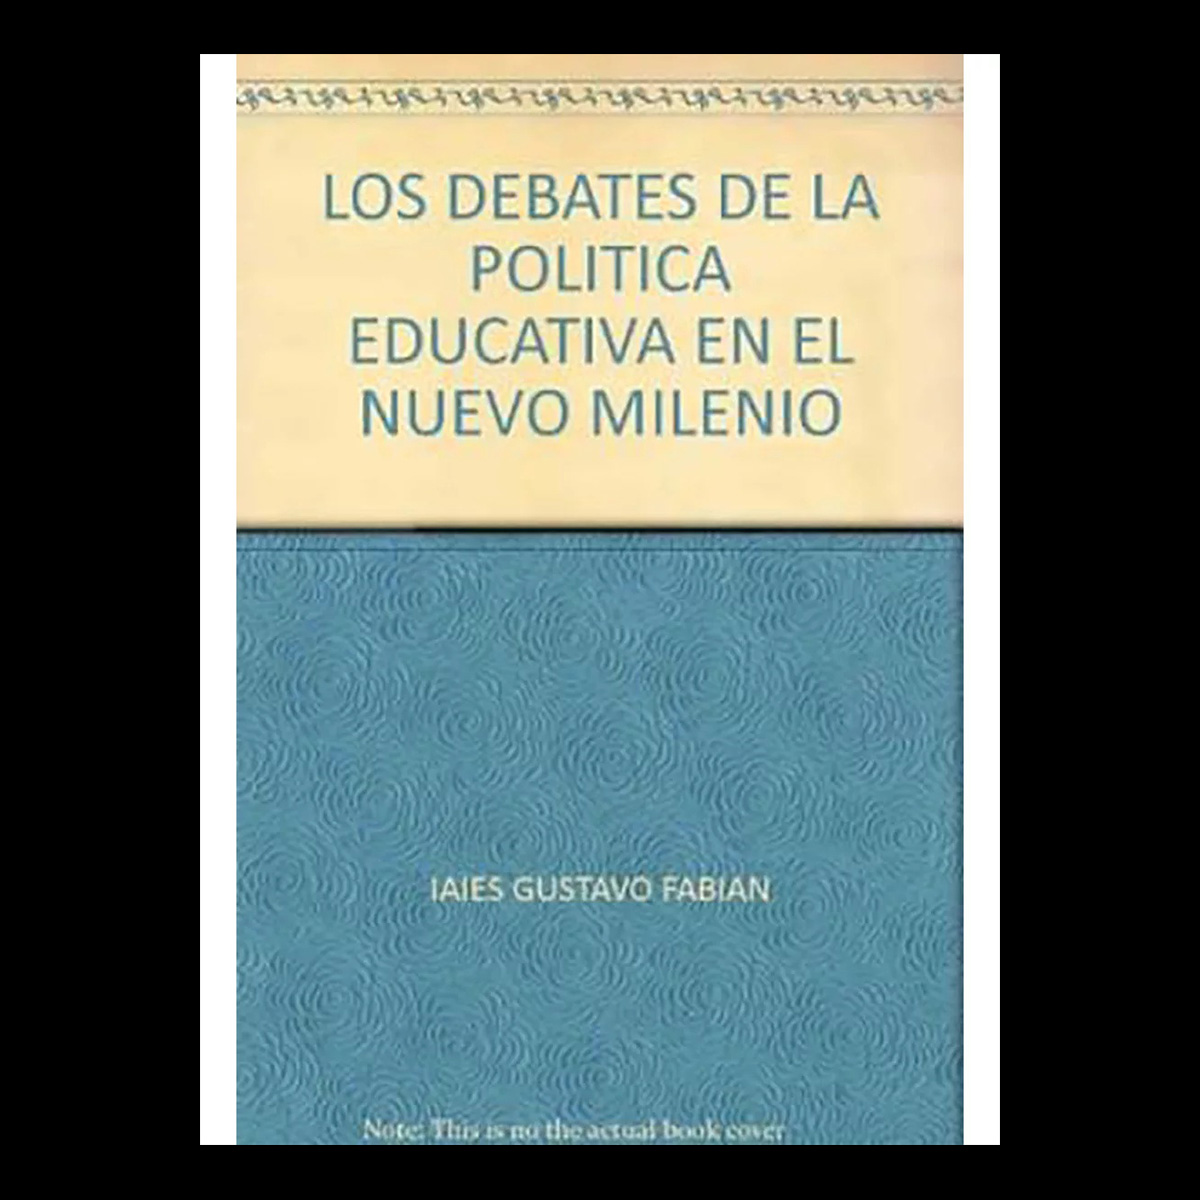 LOS DEBATES DE LA
POLITICA
EDUCATIVA EN EL
NUEVO MILENIO
IAIES GUSTAVO FABIAN
Note: This is no the actual book cover